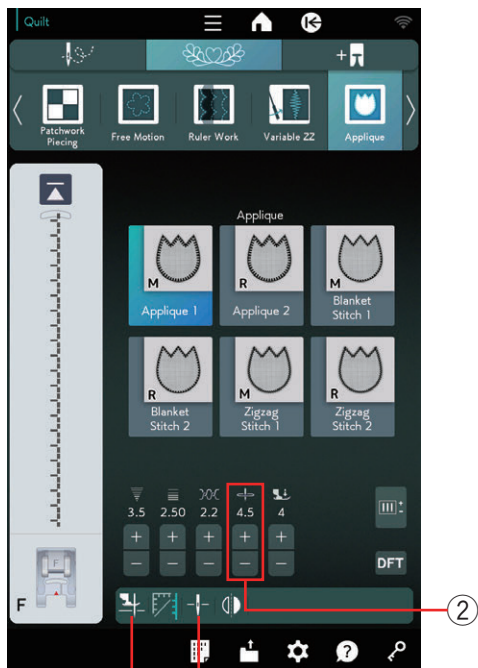 Quilt
Patchwork
Piecing
Free Motion
Ruler Work
Variable ZZ
Applique
Applique
M
Applique 1
R
Applique 2
M
Blanket
Stitch 1
R
Blanket
Stitch 2
M
Zigzag
Stitch 1
R
Zigzag
Stitch 2
3.5 2.50 2.2 4.5 4
+ + + + +
− − − − −
DFT
F
②